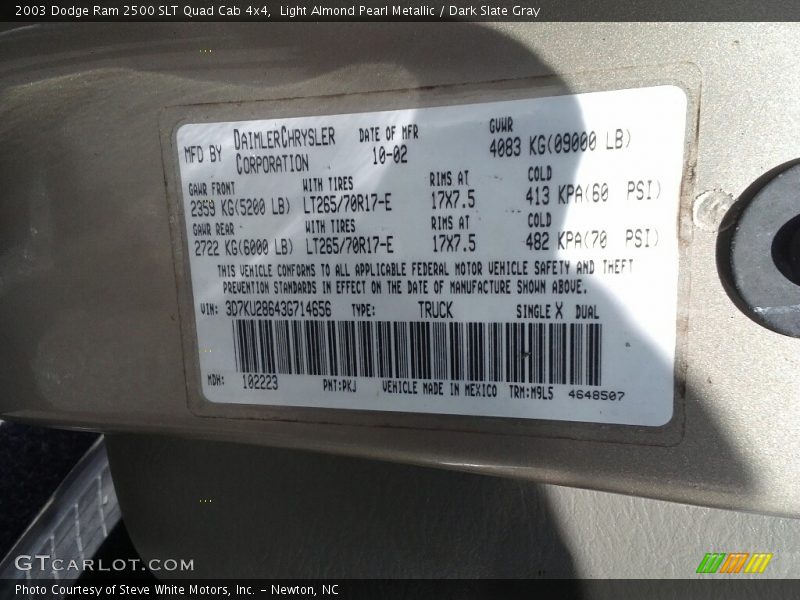 2003 Dodge Ram 2500 SLT Quad Cab 4x4, Light Almond Pearl Metallic / Dark Slate Gray
MFD BY DAIMLERCHRYSLER CORPORATION DATE OF MFR 10-02 GVWR 4083 KG(09000 LB)
GAWR FRONT WITH TIRES RIMS AT COLD
2359 KG(5200 LB) LT265/70R17-E 17X7.5 413 KPA(60 PSI)
GAWR REAR WITH TIRES RIMS AT COLD
2722 KG(6000 LB) LT265/70R17-E 17X7.5 482 KPA(70 PSI)
THIS VEHICLE CONFORMS TO ALL APPLICABLE FEDERAL MOTOR VEHICLE SAFETY AND THEFT
PREVENTION STANDARDS IN EFFECT ON THE DATE OF MANUFACTURE SHOWN ABOVE.
VIN: 3D7KU28643G714656 TYPE: TRUCK SINGLE X DUAL
MDH: 102223 PNT:PKJ VEHICLE MADE IN MEXICO TRM:M9L5 4648507
GTCARLOT.COM
Photo Courtesy of Steve White Motors, Inc. – Newton, NC